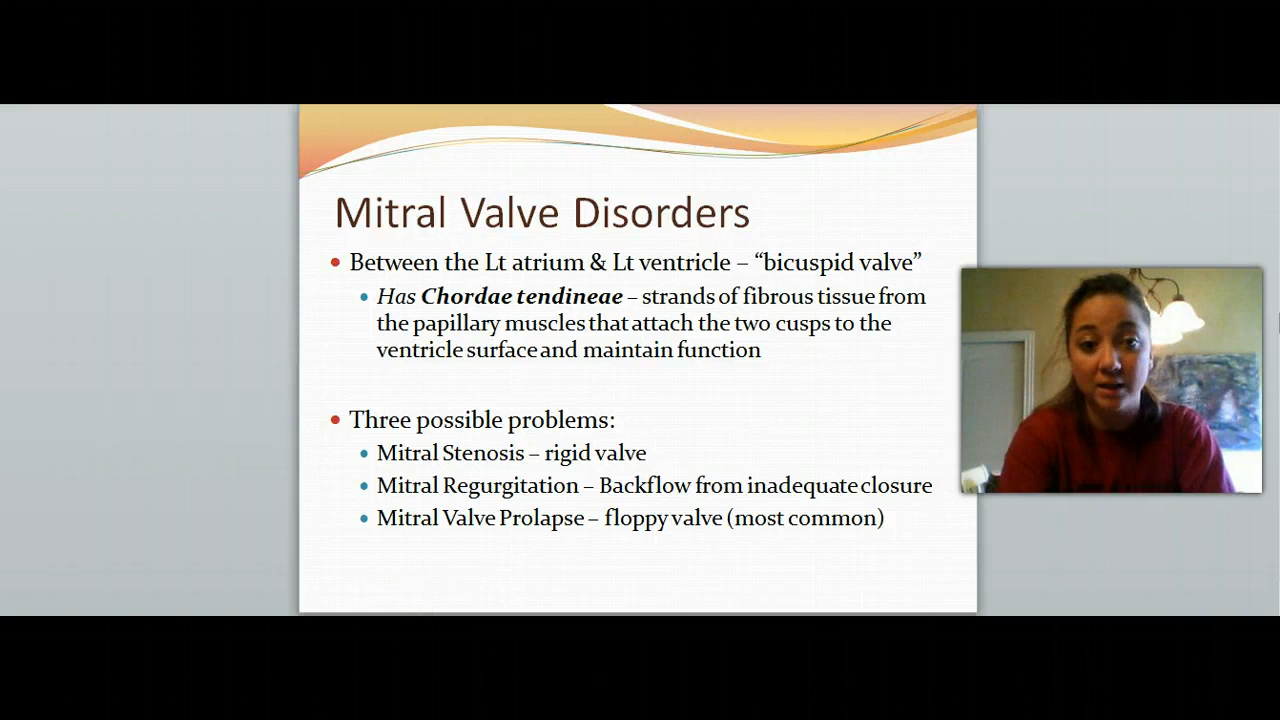 Mitral Valve Disorders
Between the Lt atrium & Lt ventricle – “bicuspid valve”
Has Chordae tendineae – strands of fibrous tissue from
the papillary muscles that attach the two cusps to the
ventricle surface and maintain function
Three possible problems:
Mitral Stenosis – rigid valve
Mitral Regurgitation – Backflow from inadequate closure
Mitral Valve Prolapse – floppy valve (most common)